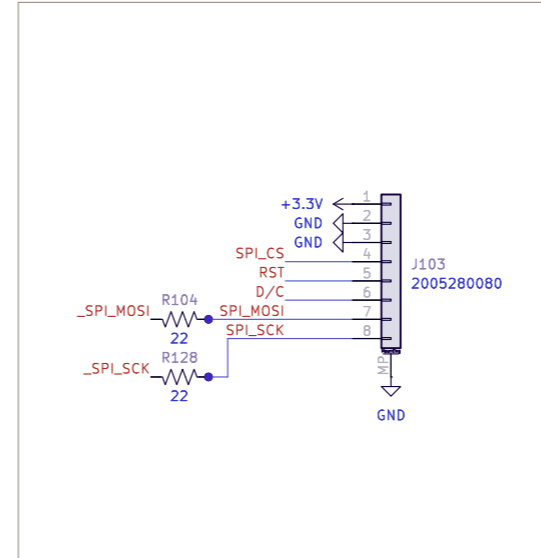 +3.3V 1
GND 2
GND 3
SPI_CS 4
RST 5
D/C 6
_SPI_MOSI R104 22 SPI_MOSI 7
SPI_SCK 8
_SPI_SCK R128 22
J103
2005280080
MP
GND